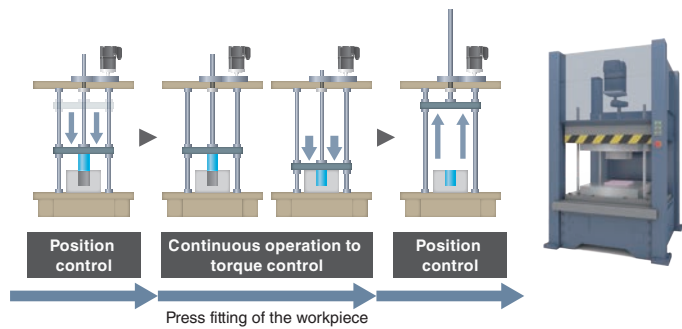 Position
control
Continuous operation to
torque control
Position
control
Press fitting of the workpiece